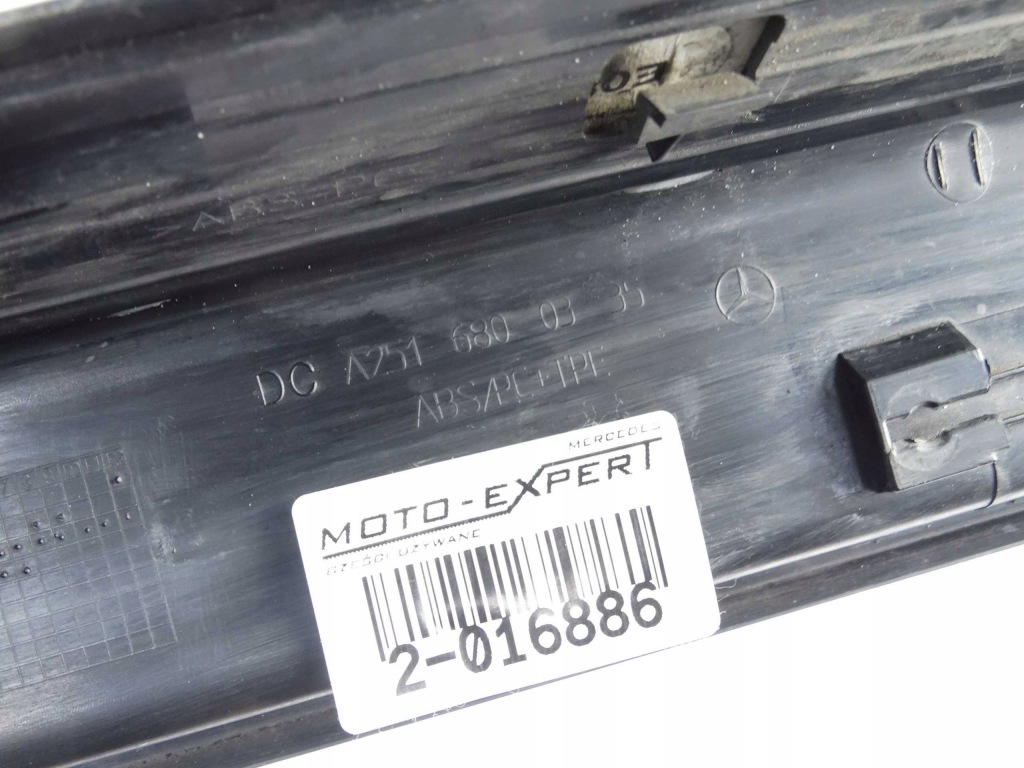 >ABS+PC<
DC A251 680 03 35
ABS/PC+TPE
MERCEDES
MOTO-EXPERT
CZĘŚCI UŻYWANE
2-016886